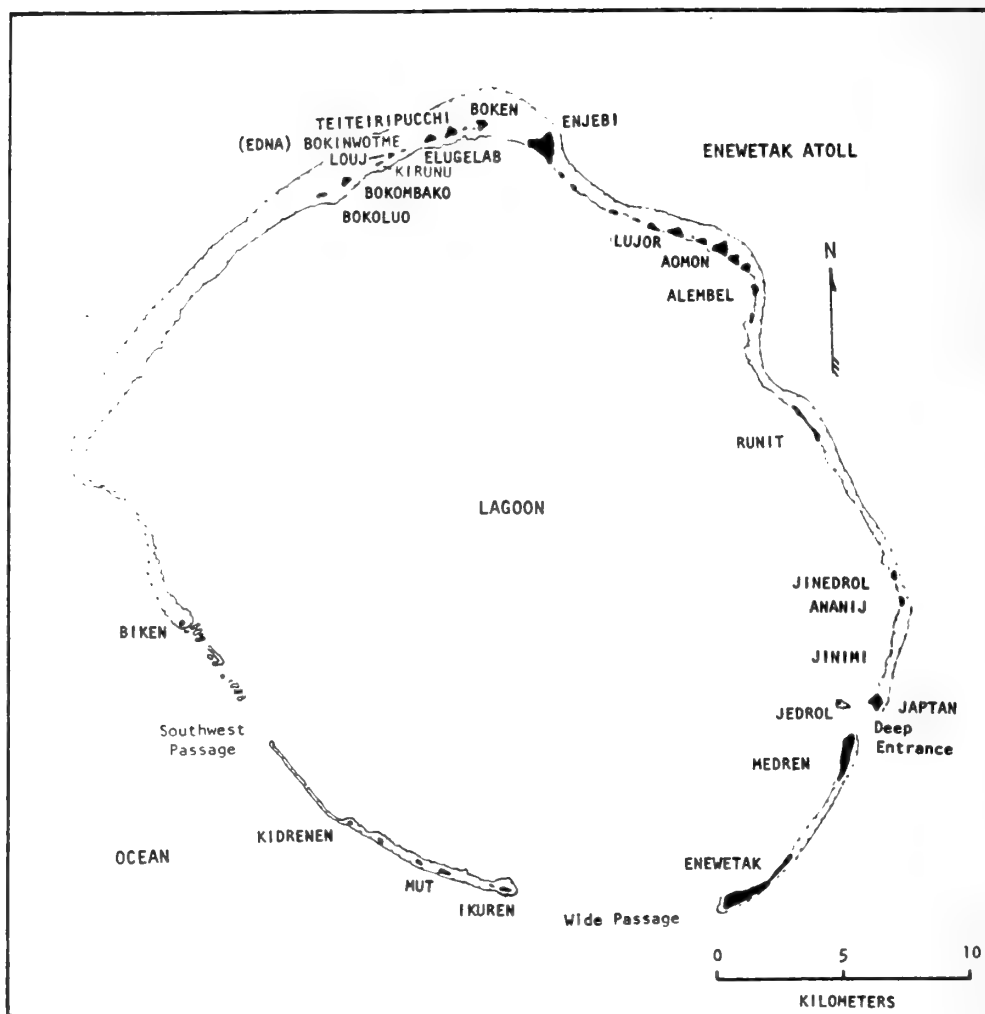 BOKEN
TEITEIRIPUCCHI
ENJEBI
(EDNA) BOKINWOTME
ENEWETAK ATOLL
LOUJ
ELUGELAB
KIRUNU
BOKOMBAKO
BOKOLUO
LUJOR
N
AOMON
ALEMBEL
RUNIT
LAGOON
JINEDROL
ANANIJ
BIKEN
JINIMI
JEDROL
JAPTAN
Southwest
Passage
Deep
Entrance
MEDREN
KIDRENEN
OCEAN
ENEWETAK
MUT
IKUREN
Wide Passage
0 5 10
KILOMETERS